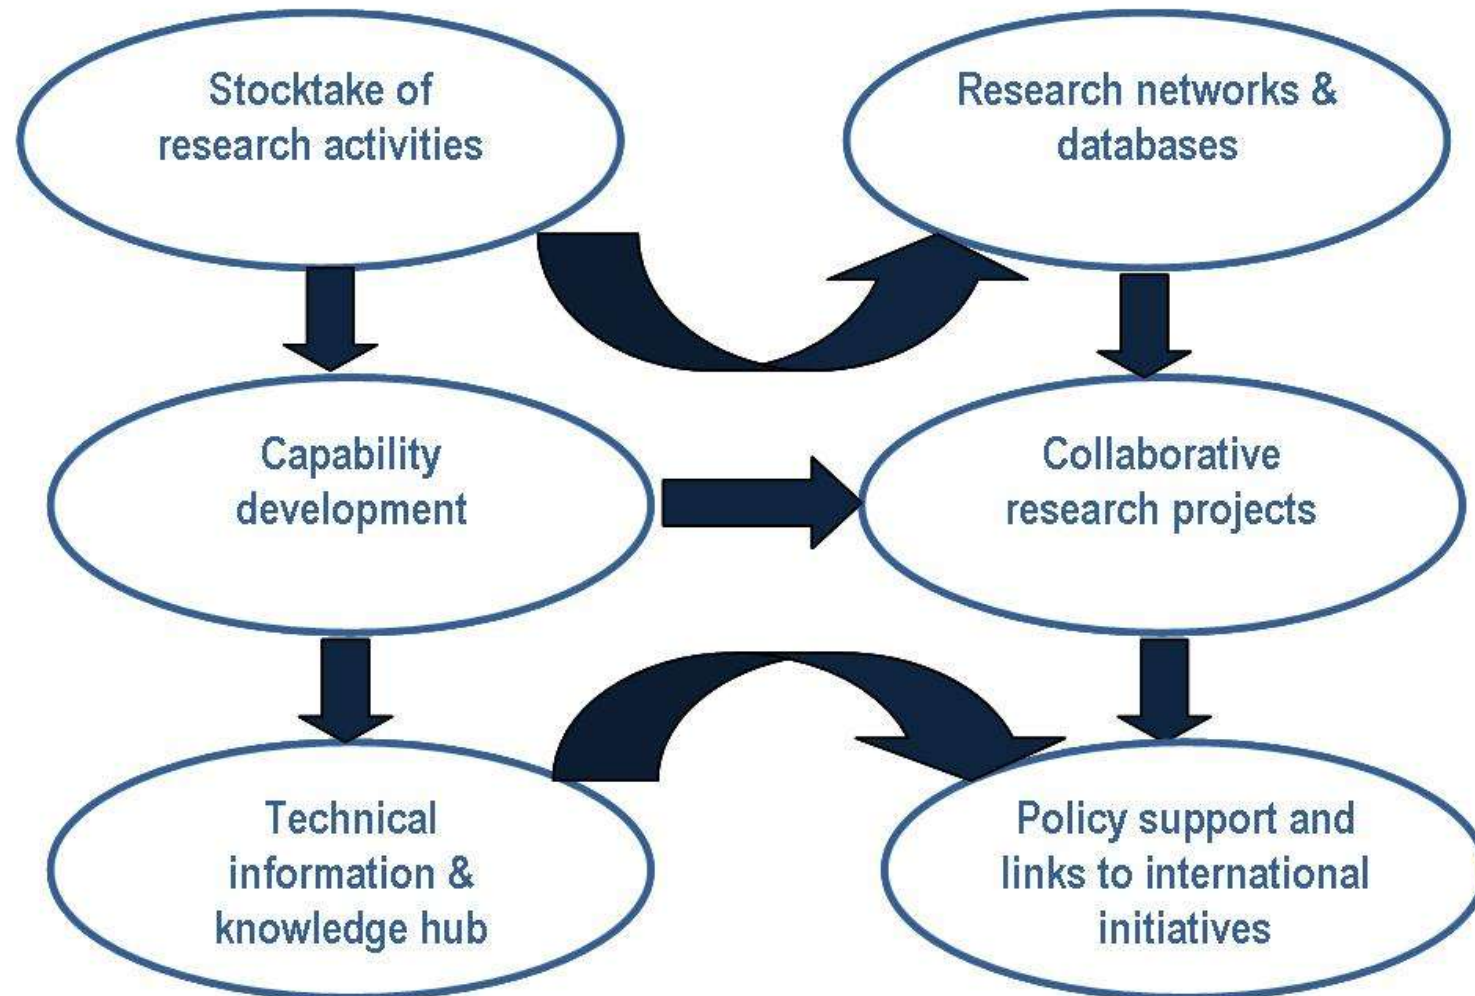 Stocktake of
research activities
Research networks &
databases
Capability
development
Collaborative
research projects
Technical
information &
knowledge hub
Policy support and
links to international
initiatives